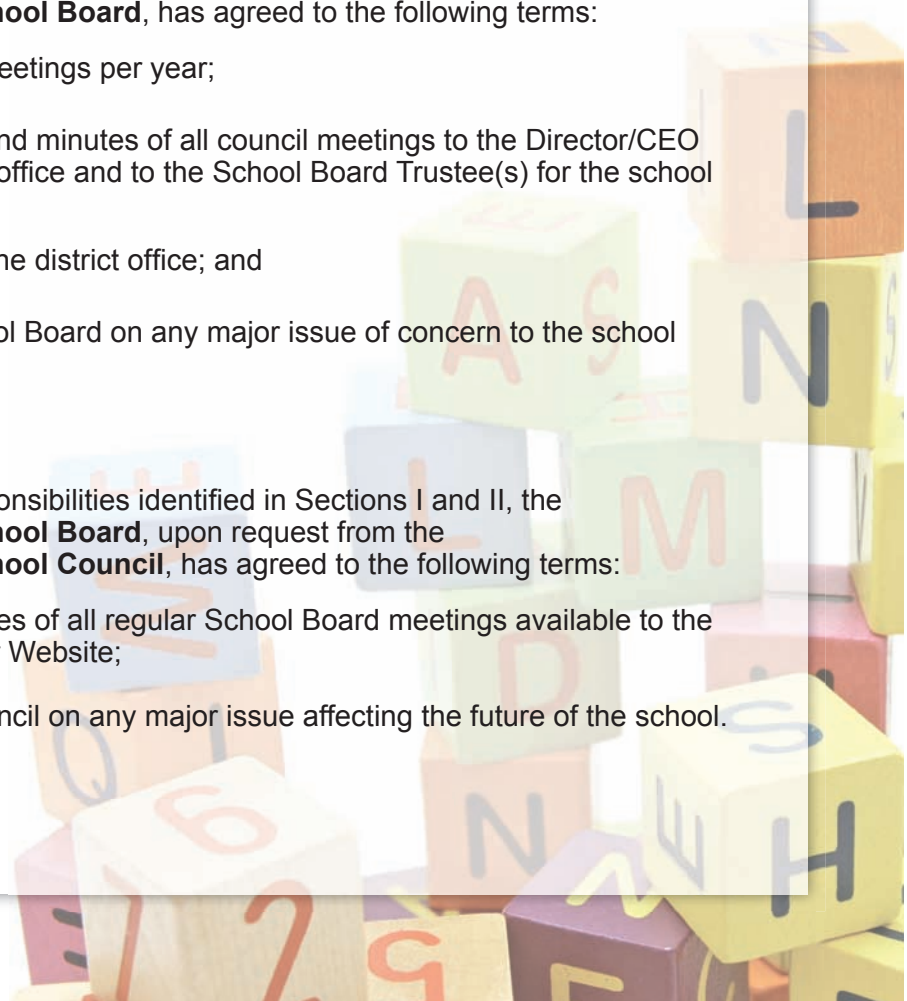 hool Board, has agreed to the following terms:
eetings per year;
nd minutes of all council meetings to the Director/CEO
office and to the School Board Trustee(s) for the school
he district office; and
ol Board on any major issue of concern to the school
onsibilities identified in Sections I and II, the
hool Board, upon request from the
hool Council, has agreed to the following terms:
es of all regular School Board meetings available to the
Website;
ncil on any major issue affecting the future of the school.
N
L
E
A S
N S
L
M
W E
D
Q I
S
6
N
E H
2
5